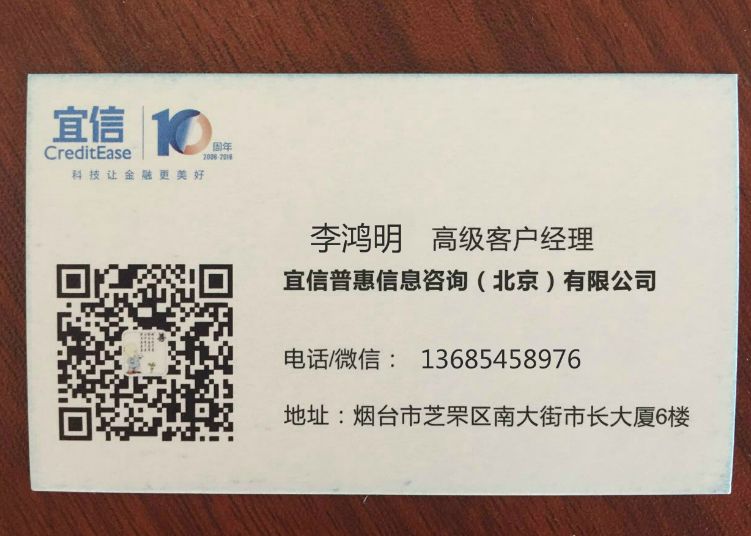 宜信
CreditEase
10周年
2006-2016
科技让金融更美好
李鸿明 高级客户经理
宜信普惠信息咨询（北京）有限公司
电话/微信： 13685458976
地址：烟台市芝罘区南大街市长大厦6楼
善